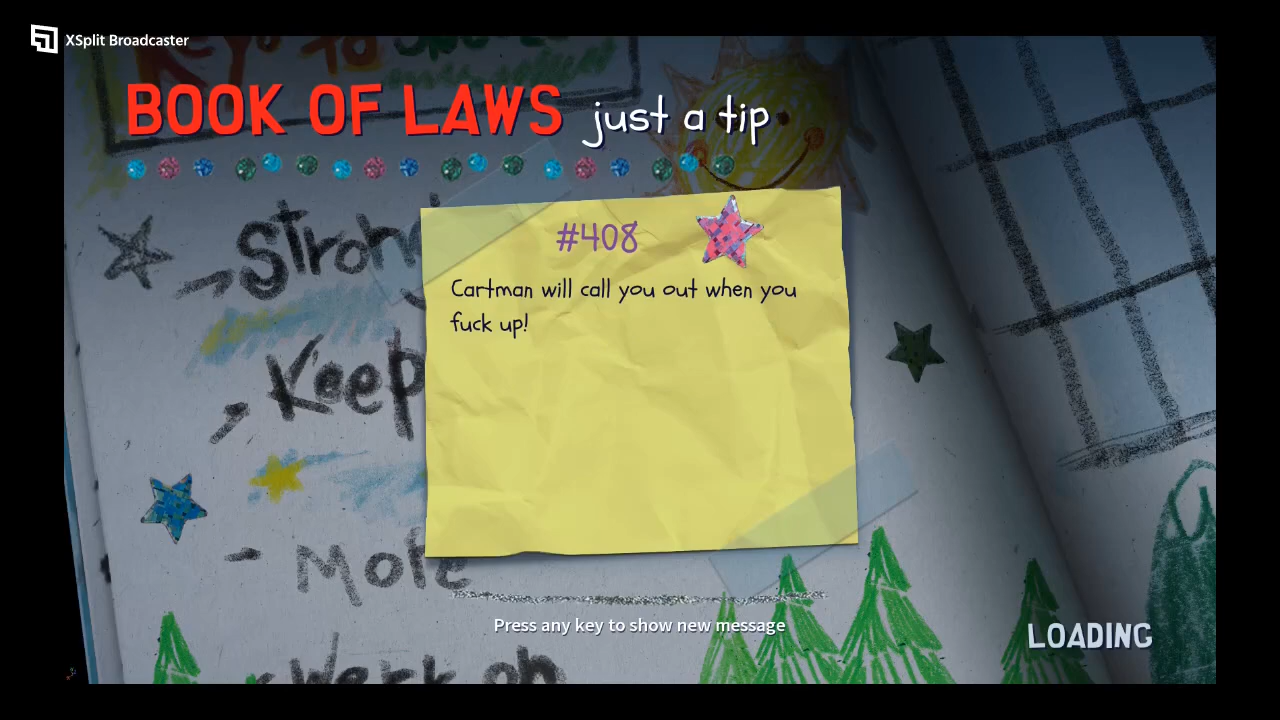 XSplit Broadcaster
BOOK OF LAWS just a tip
#408
Cartman will call you out when you
fuck up!
Strong
Keep
More
Work on
Press any key to show new message
LOADING